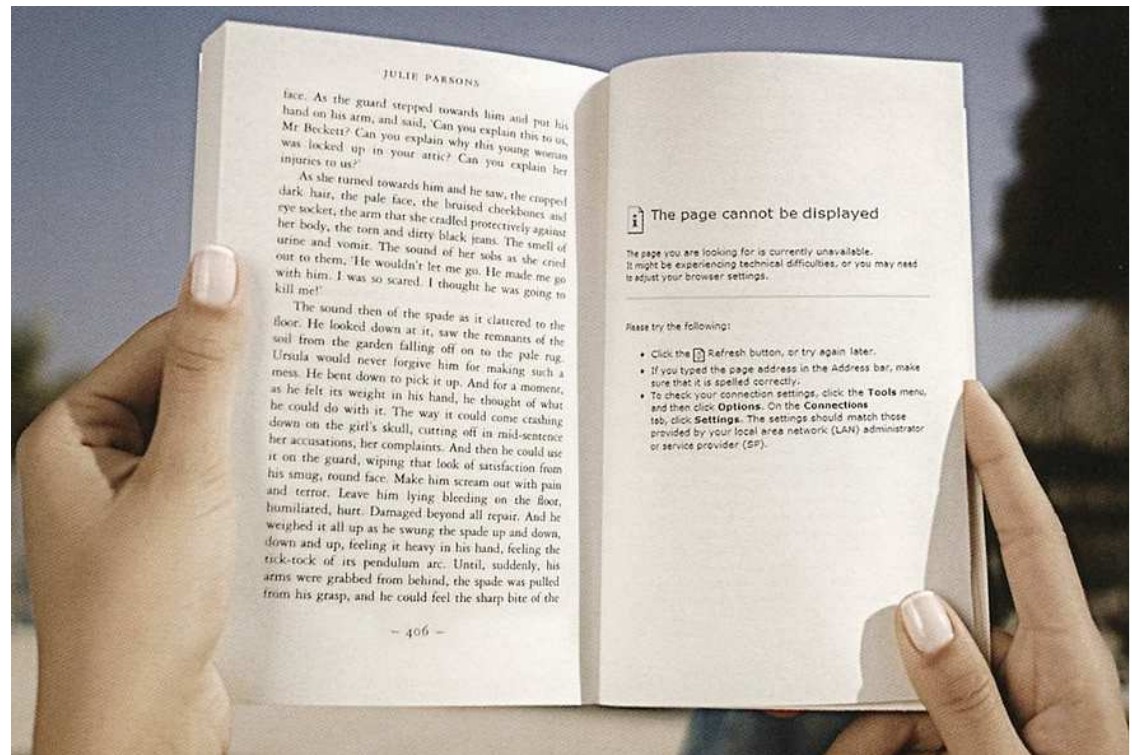 JULIE PARSONS
face. As the guard stepped towards him and put his
hand on his arm, and said, 'Can you explain this to us,
Mr Beckett? Can you explain why this young woman
was locked up in your attic? Can you explain her
injuries to us?'
As she turned towards him and he saw, the cropped
dark hair, the pale face, the bruised cheekbones and
eye socket, the arm that she cradled protectively against
her body, the torn and dirty black jeans. The smell of
urine and vomit. The sound of her sobs as she cried
out to them, 'He wouldn't let me go. He made me go
with him. I was so scared. I thought he was going to
kill me!'
The sound then of the spade as it clattered to the
floor. He looked down at it, saw the remnants of the
soil from the garden falling off on to the pale rug.
Ursula would never forgive him for making such a
mess. He bent down to pick it up. And for a moment,
as he felt its weight in his hand, he thought of what
he could do with it. The way it could come crashing
down on the girl's skull, cutting off in mid-sentence
her accusations, her complaints. And then he could use
it on the guard, wiping that look of satisfaction from
his smug, round face. Make him scream out with pain
and terror. Leave him lying bleeding on the floor,
humiliated, hurt. Damaged beyond all repair. And he
weighed it all up as he swung the spade up and down,
down and up, feeling it heavy in his hand, feeling the
tick-tock of its pendulum arc. Until, suddenly, his
arms were grabbed from behind, the spade was pulled
from his grasp, and he could feel the sharp bite of the
– 406 –
The page cannot be displayed
The page you are looking for is currently unavailable.
It might be experiencing technical difficulties, or you may need
to adjust your browser settings.
Please try the following:
• Click the Refresh button, or try again later.
• If you typed the page address in the Address bar, make
sure that it is spelled correctly.
• To check your connection settings, click the Tools menu,
and then click Options. On the Connections
tab, click Settings. The settings should match those
provided by your local area network (LAN) administrator
or service provider (ISP).